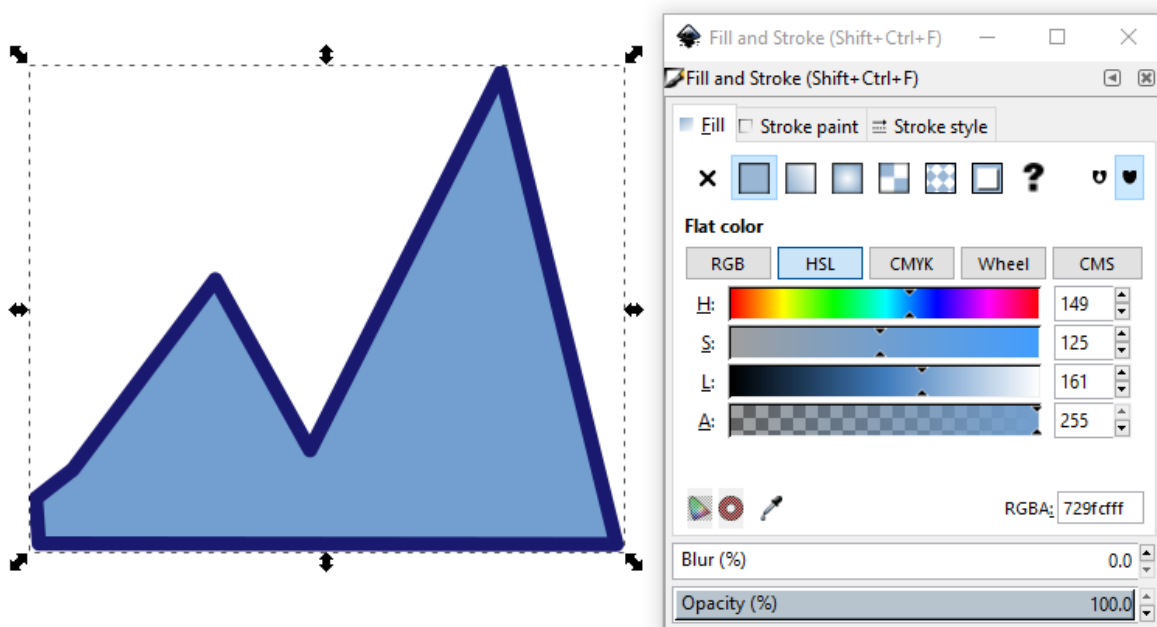 Fill and Stroke (Shift+Ctrl+F)
Fill and Stroke (Shift+Ctrl+F)
Fill Stroke paint Stroke style
?
Flat color
RGB HSL CMYK Wheel CMS
H: 149
S: 125
L: 161
A: 255
RGBA: 729fcfff
Blur (%) 0.0
Opacity (%) 100.0